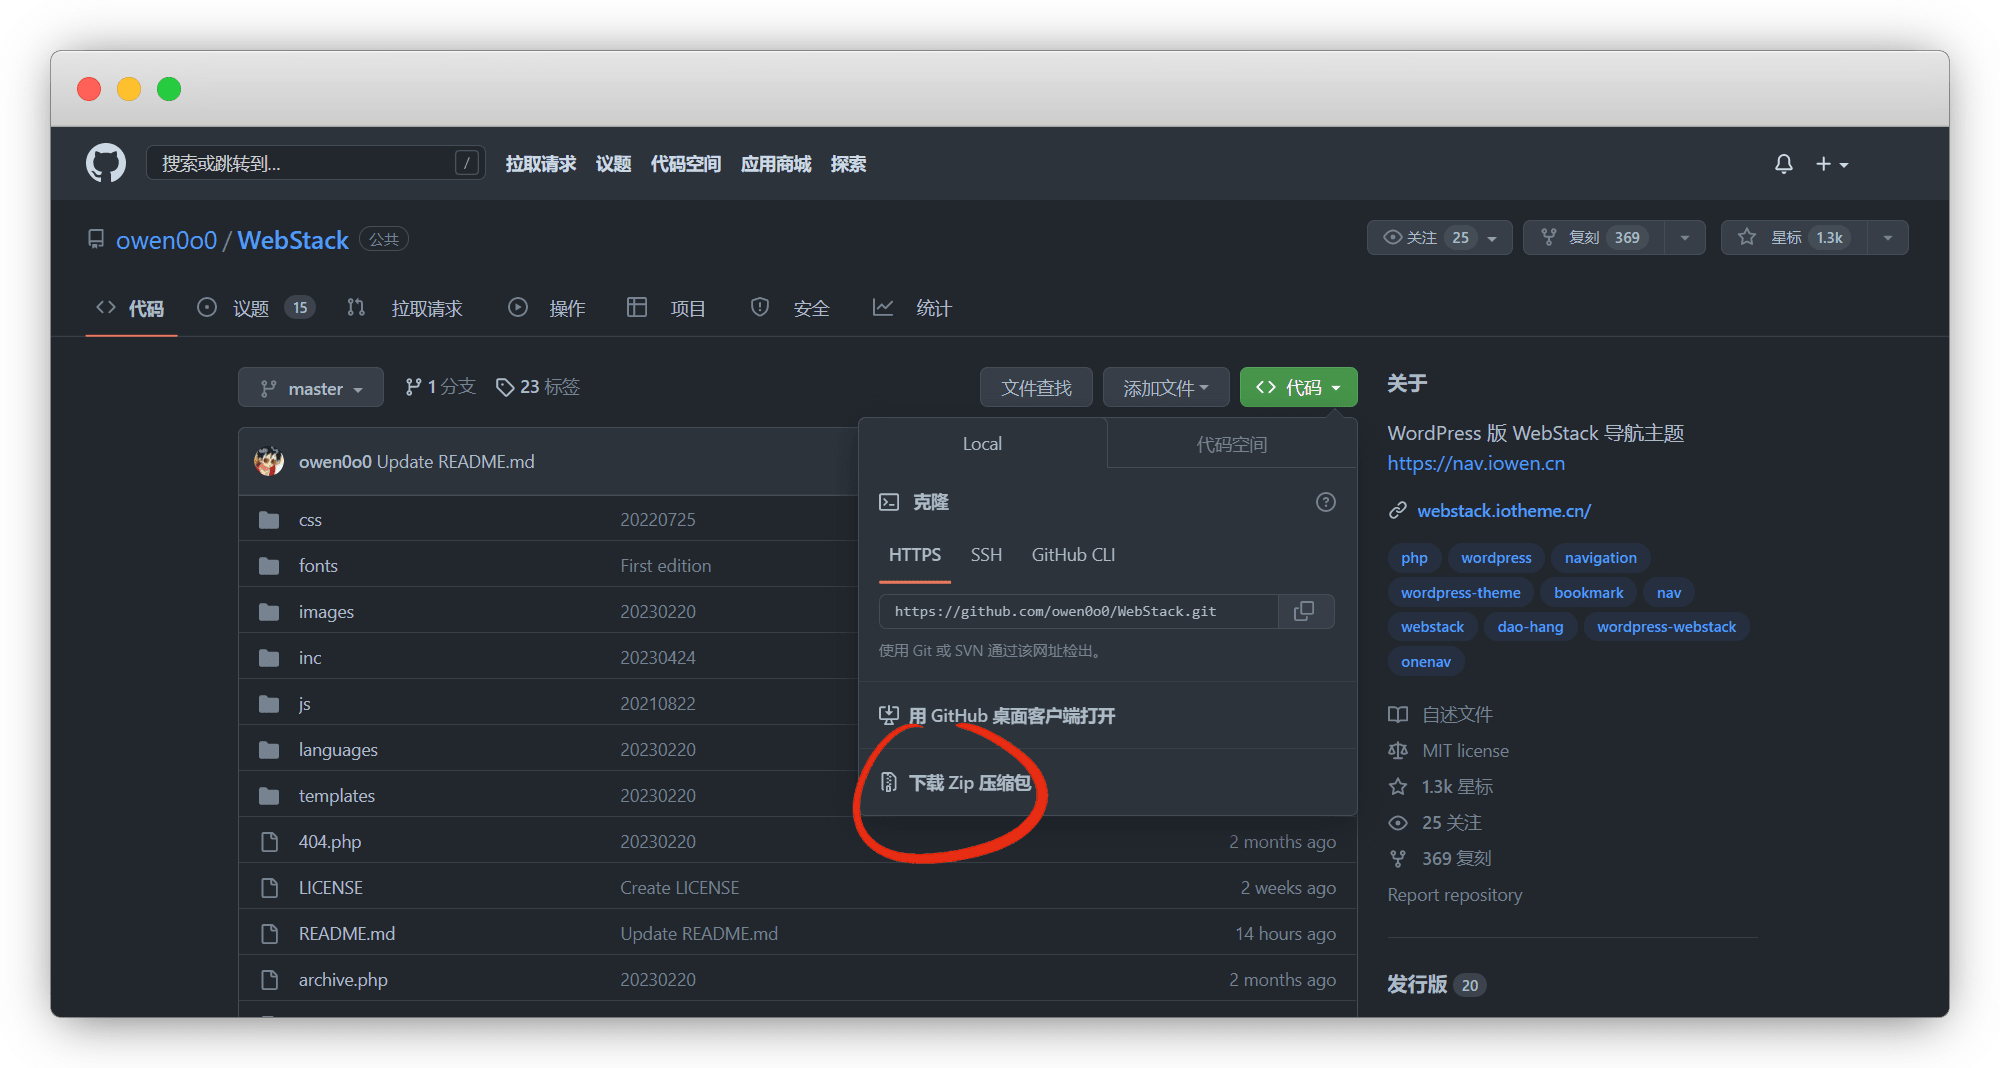 搜索或跳转到... / 拉取请求 议题 代码空间 应用商城 探索
owen0o0 / WebStack 公共 关注 25 复刻 369 星标 1.3k
代码 议题 15 拉取请求 操作 项目 安全 统计
master 1 分支 23 标签 文件查找 添加文件 代码
owen0o0 Update README.md
css 20220725
fonts First edition
images 20230220
inc 20230424
js 20210822
languages 20230220
templates 20230220
404.php 20230220 2 months ago
LICENSE Create LICENSE 2 weeks ago
README.md Update README.md 14 hours ago
archive.php 20230220 2 months ago
Local 代码空间
克隆
HTTPS SSH GitHub CLI
https://github.com/owen0o0/WebStack.git
使用 Git 或 SVN 通过该网址检出。
用 GitHub 桌面客户端打开
下载 Zip 压缩包
关于
WordPress 版 WebStack 导航主题
https://nav.iowen.cn
webstack.iotheme.cn/
php wordpress navigation
wordpress-theme bookmark nav
webstack dao-hang wordpress-webstack
onenav
自述文件
MIT license
1.3k 星标
25 关注
369 复刻
Report repository
发行版 20